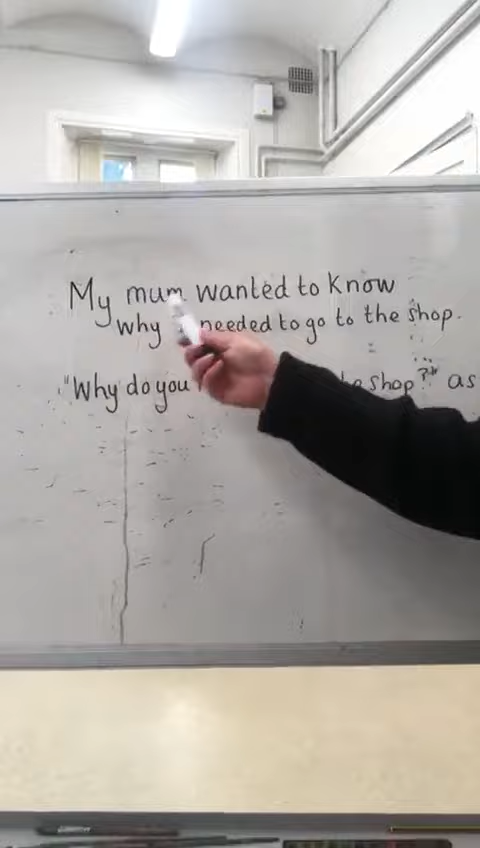 My mum wanted to know
why needed to go to the shop.
"Why do you shop?" as